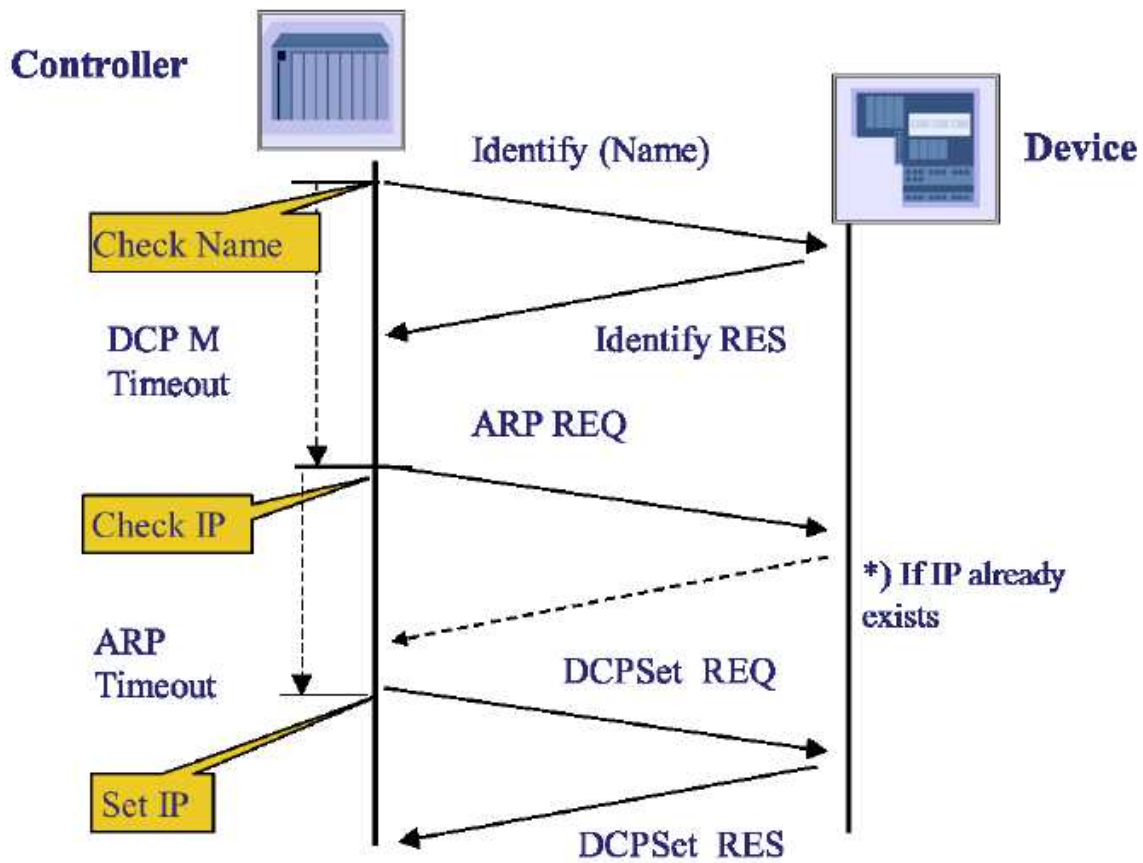 Controller
Device
Identify (Name)
Check Name
DCP M
Timeout
Identify RES
ARP REQ
Check IP
*) If IP already
exists
ARP
Timeout
DCPSet REQ
Set IP
DCPSet RES